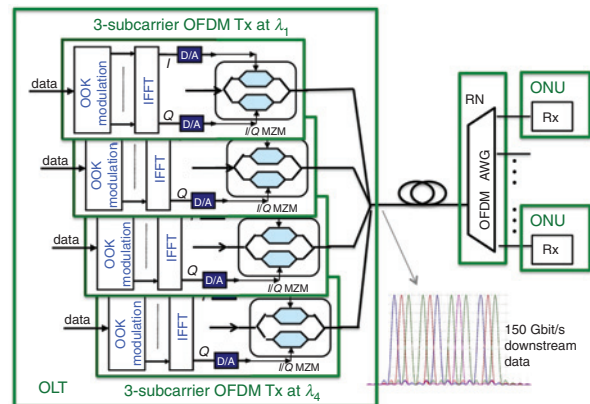 3-subcarrier OFDM Tx at λ1
data
OOK modulation
IFFT
I
D/A
Q
D/A
I/Q MZM
data
OOK modulation
IFFT
Q
D/A
I/Q MZM
data
OOK modulation
IFFT
Q
D/A
I/Q MZM
data
OOK modulation
IFFT
Q
D/A
I/Q MZM
OLT
3-subcarrier OFDM Tx at λ4
RN
OFDM AWG
ONU
Rx
ONU
Rx
150 Gbit/s
downstream
data